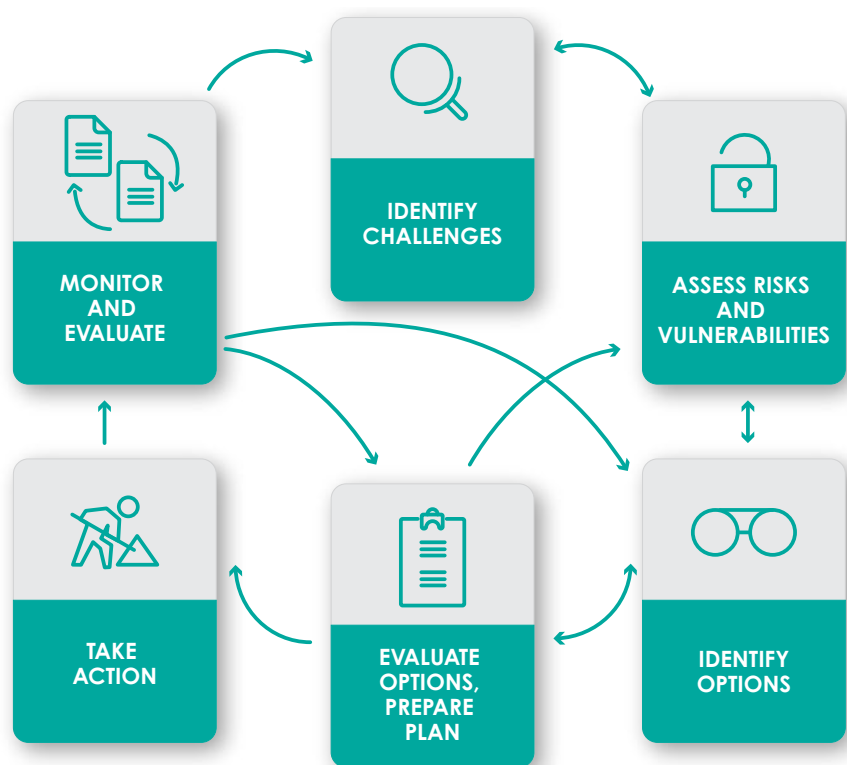 IDENTIFY
CHALLENGES
MONITOR
AND
EVALUATE
ASSESS RISKS
AND
VULNERABILITIES
TAKE
ACTION
EVALUATE
OPTIONS,
PREPARE
PLAN
IDENTIFY
OPTIONS